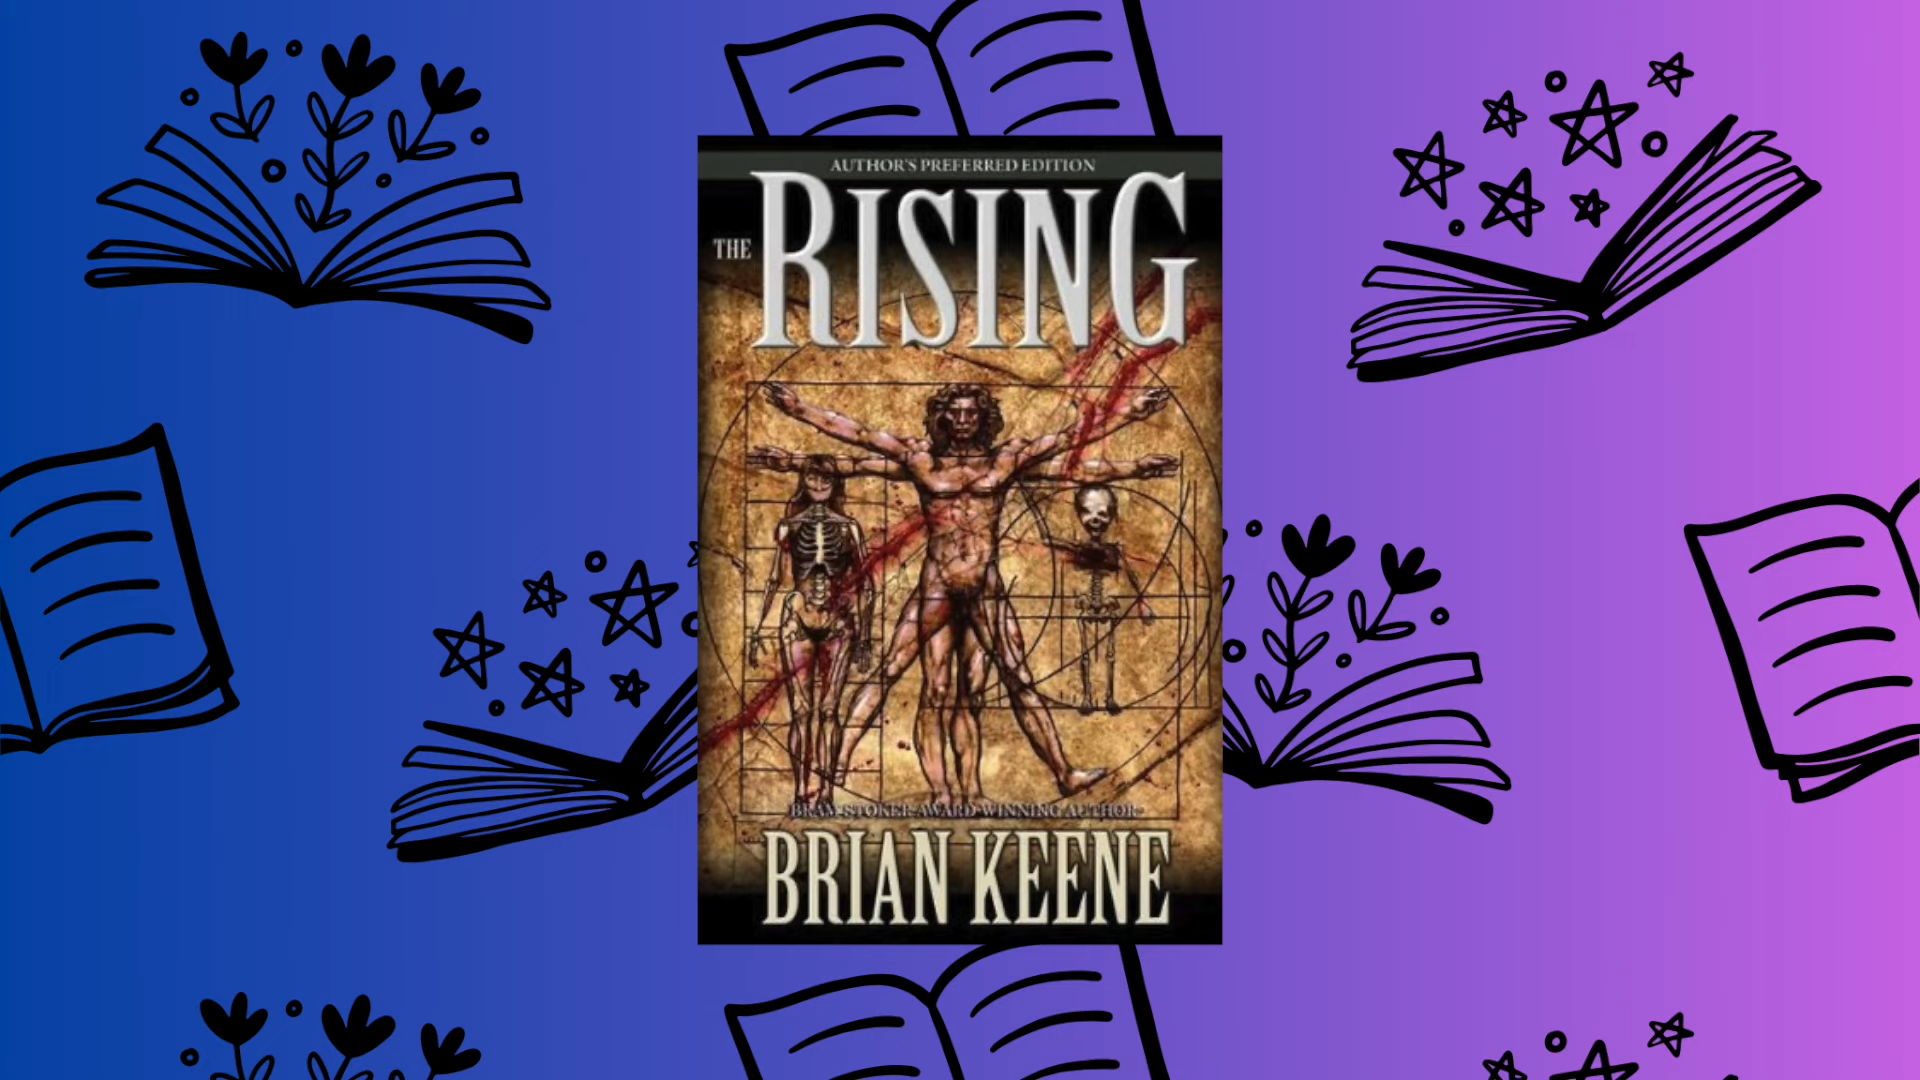 AUTHOR'S PREFERRED EDITION
THE RISING
BRAM STOKER AWARD-WINNING AUTHOR
BRIAN KEENE